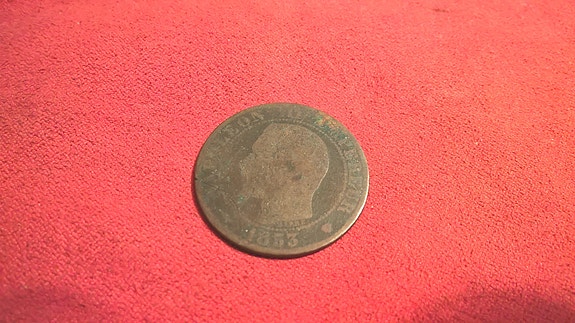 NAPOLEON III EMPEREUR
1853